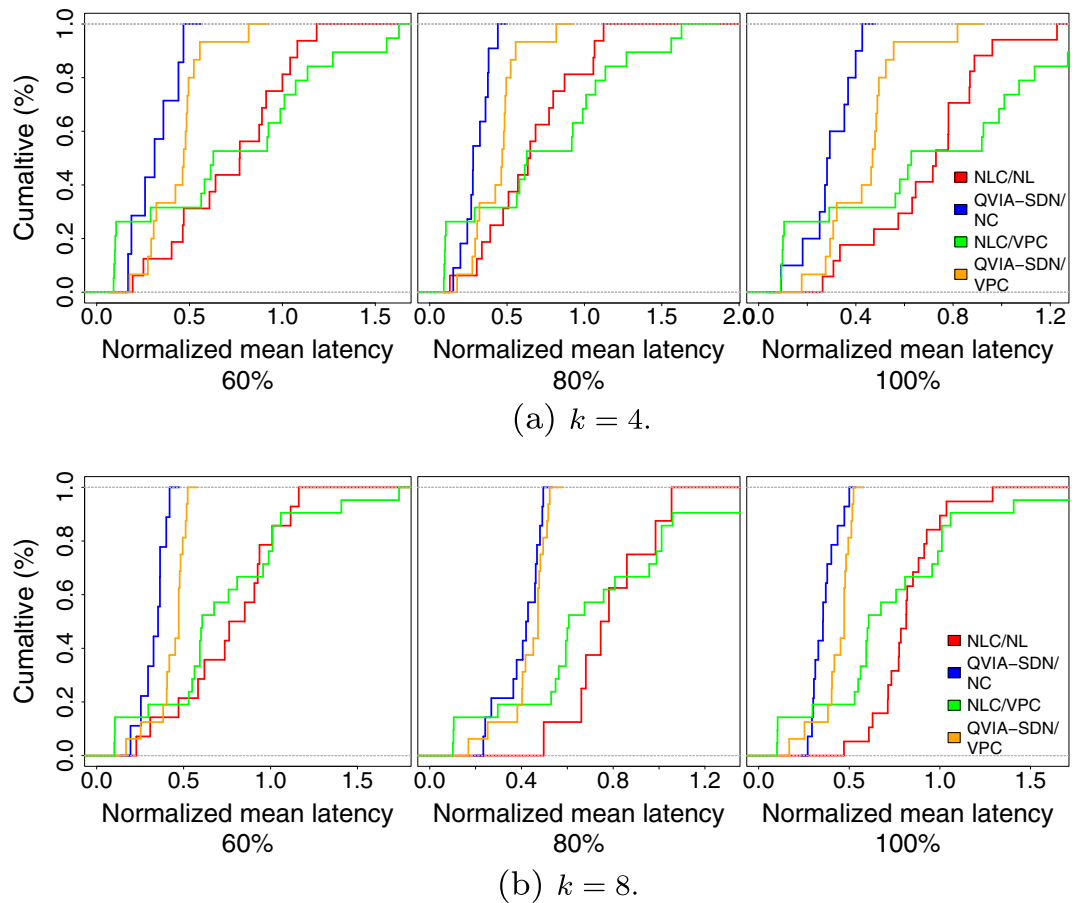 Cumaltive (%)
0.0 0.2 0.4 0.6 0.8 1.0
0.0 0.5 1.0 1.5
Normalized mean latency
60%
0.0 0.5 1.0 1.5 2.0
Normalized mean latency
80%
NLC/NL
QVIA-SDN/
NC
NLC/VPC
QVIA-SDN/
VPC
0.0 0.4 0.8 1.2
Normalized mean latency
100%
(a) k = 4.
Cumaltive (%)
0.0 0.2 0.4 0.6 0.8 1.0
0.0 0.5 1.0 1.5
Normalized mean latency
60%
0.0 0.4 0.8 1.2
Normalized mean latency
80%
NLC/NL
QVIA-SDN/
NC
NLC/VPC
QVIA-SDN/
VPC
0.0 0.5 1.0 1.5
Normalized mean latency
100%
(b) k = 8.